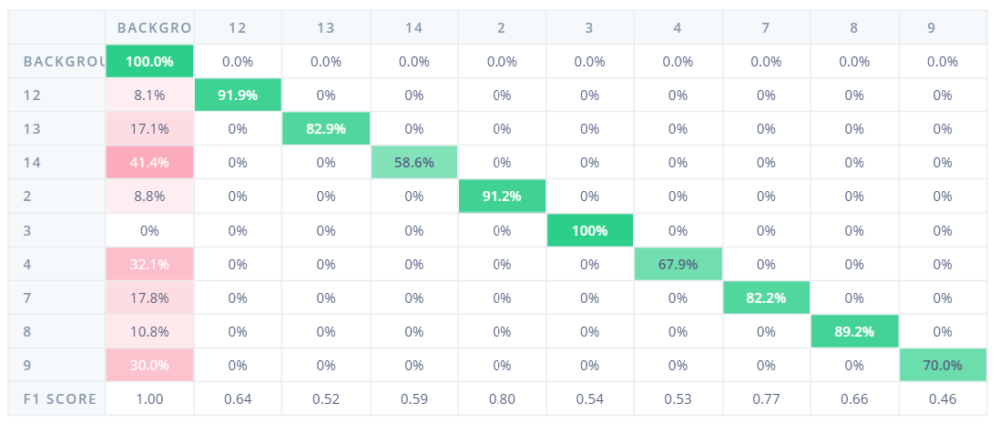 BACKGRO 12 13 14 2 3 4 7 8 9
BACKGROU 100.0% 0.0% 0.0% 0.0% 0.0% 0.0% 0.0% 0.0% 0.0% 0.0%
12 8.1% 91.9% 0% 0% 0% 0% 0% 0% 0% 0%
13 17.1% 0% 82.9% 0% 0% 0% 0% 0% 0% 0%
14 41.4% 0% 0% 58.6% 0% 0% 0% 0% 0% 0%
2 8.8% 0% 0% 0% 91.2% 0% 0% 0% 0% 0%
3 0% 0% 0% 0% 0% 100% 0% 0% 0% 0%
4 32.1% 0% 0% 0% 0% 0% 67.9% 0% 0% 0%
7 17.8% 0% 0% 0% 0% 0% 0% 82.2% 0% 0%
8 10.8% 0% 0% 0% 0% 0% 0% 0% 89.2% 0%
9 30.0% 0% 0% 0% 0% 0% 0% 0% 0% 70.0%
F1 SCORE 1.00 0.64 0.52 0.59 0.80 0.54 0.53 0.77 0.66 0.46